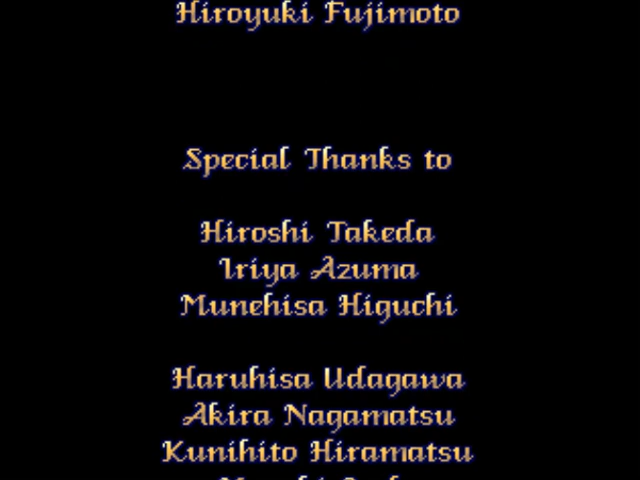 Hiroyuki Fujimoto
Special Thanks to
Hiroshi Takeda
Iriya Azuma
Munehisa Higuchi
Haruhisa Udagawa
Akira Nagamatsu
Kunihito Hiramatsu